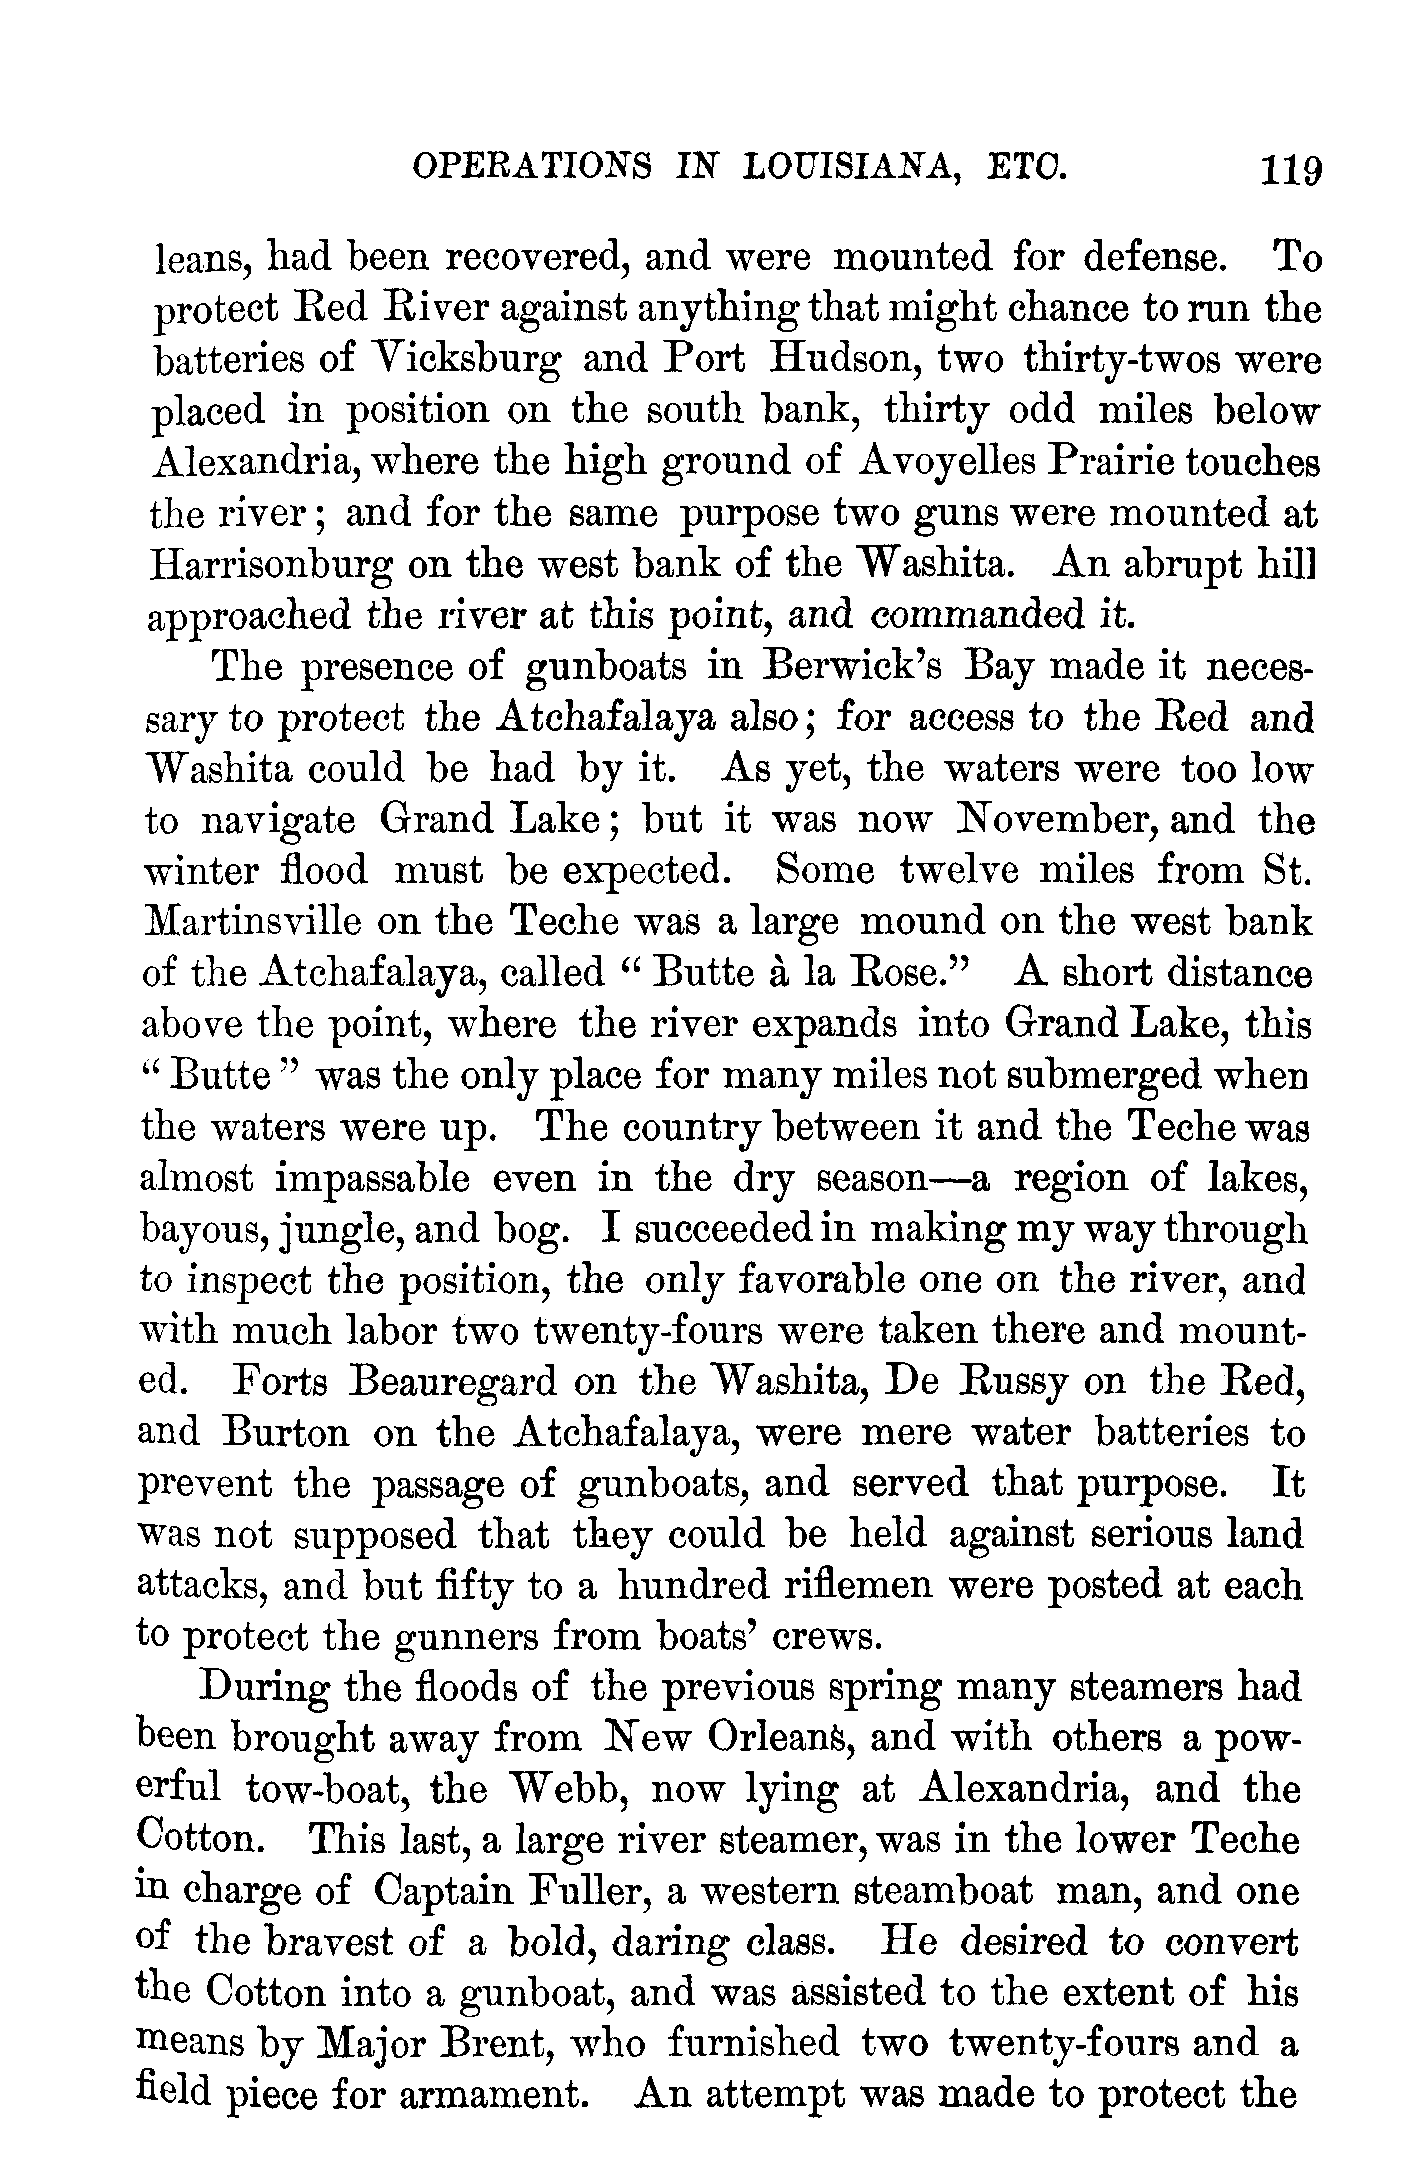 OPERATIONS IN LOUISIANA, ETC. 119
leans, had been recovered, and were mounted for defense. To
protect Red River against anything that might chance to run the
batteries of Vicksburg and Port Hudson, two thirty-twos were
placed in position on the south bank, thirty odd miles below
Alexandria, where the high ground of Avoyelles Prairie touches
the river; and for the same purpose two guns were mounted at
Harrisonburg on the west bank of the Washita. An abrupt hill
approached the river at this point, and commanded it.
The presence of gunboats in Berwick's Bay made it neces-
sary to protect the Atchafalaya also; for access to the Red and
Washita could be had by it. As yet, the waters were too low
to navigate Grand Lake; but it was now November, and the
winter flood must be expected. Some twelve miles from St.
Martinsville on the Teche was a large mound on the west bank
of the Atchafalaya, called "Butte à la Rose." A short distance
above the point, where the river expands into Grand Lake, this
"Butte" was the only place for many miles not submerged when
the waters were up. The country between it and the Teche was
almost impassable even in the dry season—a region of lakes,
bayous, jungle, and bog. I succeeded in making my way through
to inspect the position, the only favorable one on the river, and
with much labor two twenty-fours were taken there and mount-
ed. Forts Beauregard on the Washita, De Russy on the Red,
and Burton on the Atchafalaya, were mere water batteries to
prevent the passage of gunboats, and served that purpose. It
was not supposed that they could be held against serious land
attacks, and but fifty to a hundred riflemen were posted at each
to protect the gunners from boats' crews.
During the floods of the previous spring many steamers had
been brought away from New Orleans, and with others a pow-
erful tow-boat, the Webb, now lying at Alexandria, and the
Cotton. This last, a large river steamer, was in the lower Teche
in charge of Captain Fuller, a western steamboat man, and one
of the bravest of a bold, daring class. He desired to convert
the Cotton into a gunboat, and was assisted to the extent of his
means by Major Brent, who furnished two twenty-fours and a
field piece for armament. An attempt was made to protect the